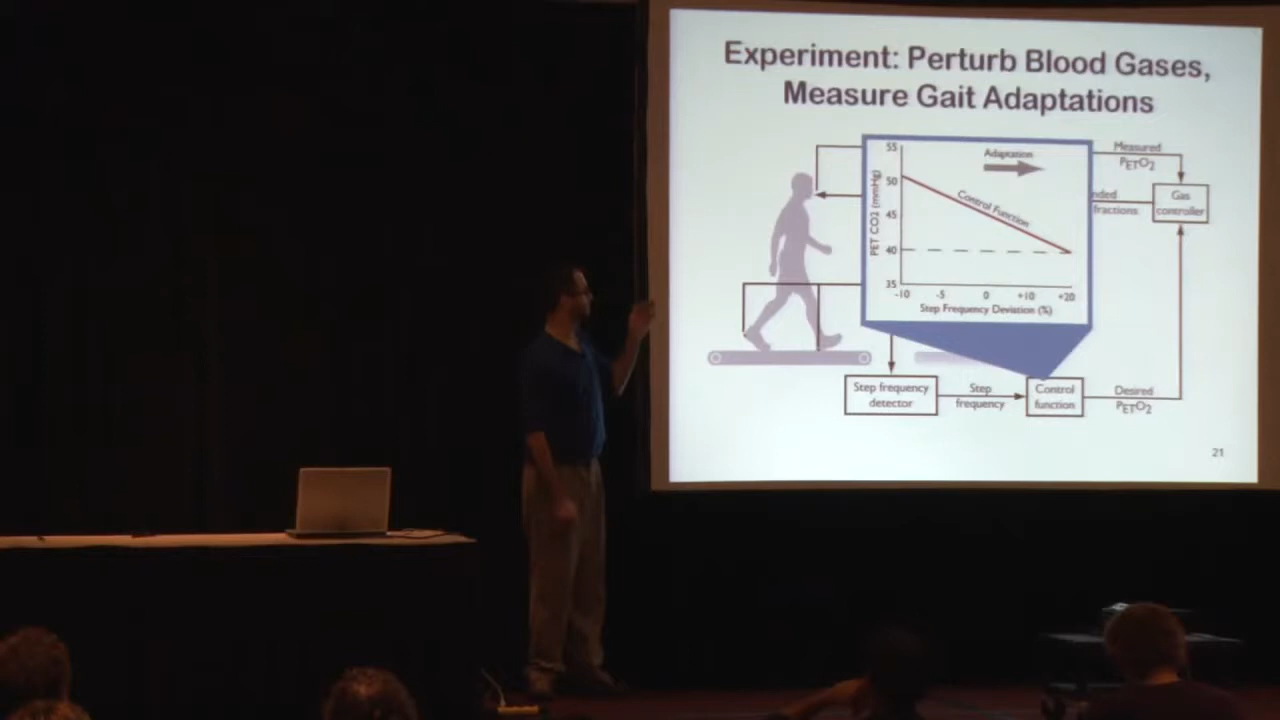 Experiment: Perturb Blood Gases,
Measure Gait Adaptations
55
50
45
40
35
PET CO2 (mmHg)
Adaptation
Control Function
-10 -5 0 +10 +20
Step Frequency Deviation (%)
Measured
PETO2
nded
fractions
Gas
controller
Step frequency
detector
Step
frequency
Control
function
Desired
PETO2
21